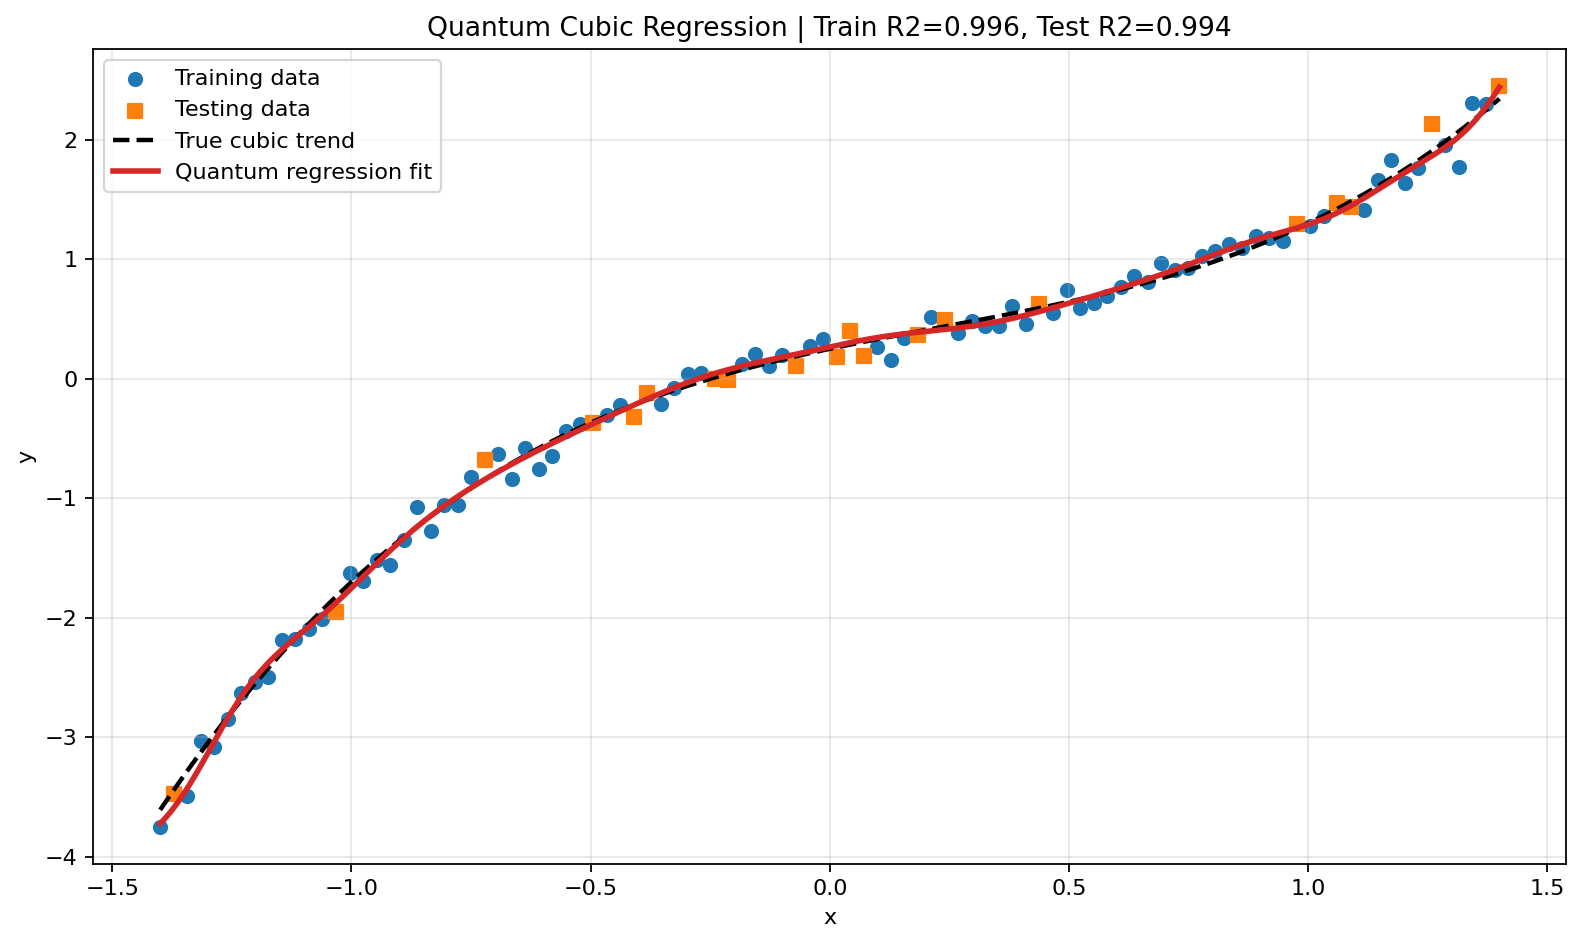 Quantum Cubic Regression | Train R2=0.996, Test R2=0.994
Training data
Testing data
True cubic trend
Quantum regression fit
2
1
0
−1
−2
−3
−4
y
−1.5
−1.0
−0.5
0.0
0.5
1.0
1.5
x